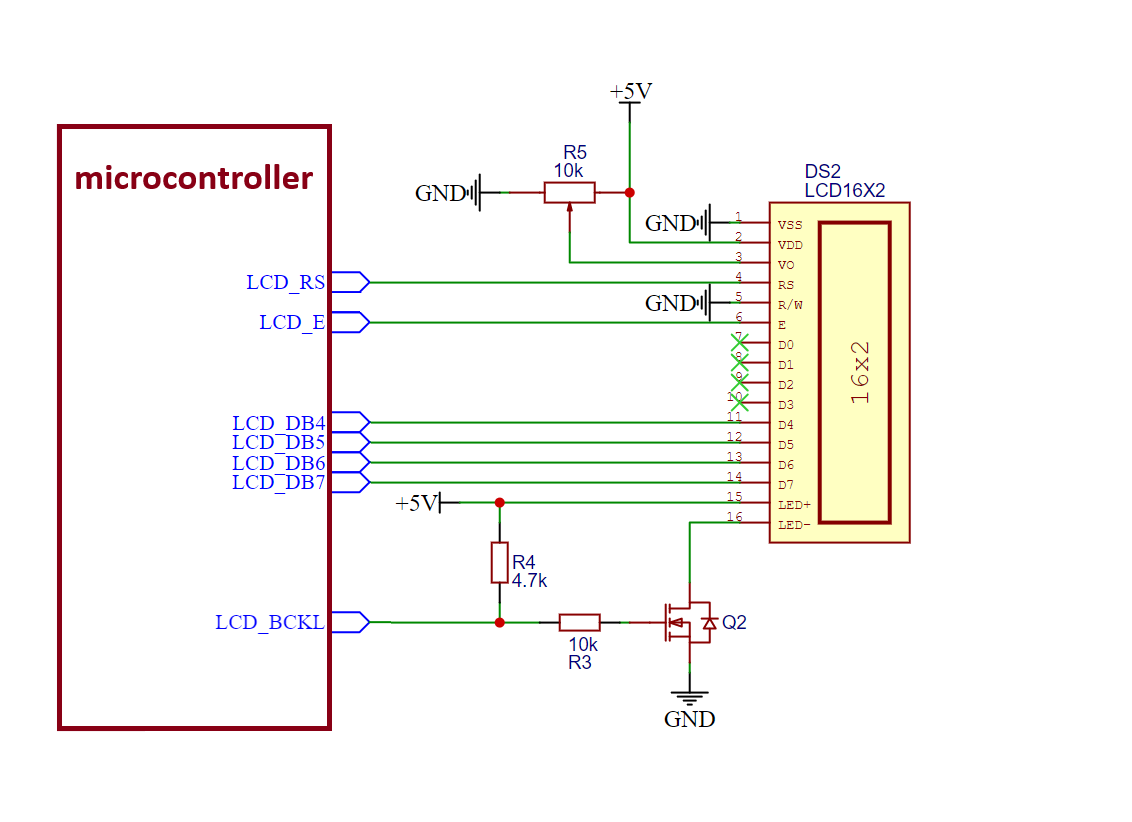 +5V
R5
10k
GND
microcontroller
DS2
LCD16X2
GND
1
VSS
2
VDD
3
VO
LCD_RS
4
RS
GND
5
R/W
LCD_E
6
E
7
D0
8
D1
9
D2
10
D3
16x2
LCD_DB4
11
D4
LCD_DB5
12
D5
LCD_DB6
13
D6
LCD_DB7
14
D7
+5V
15
LED+
16
LED-
R4
4.7k
LCD_BCKL
10k
R3
Q2
GND